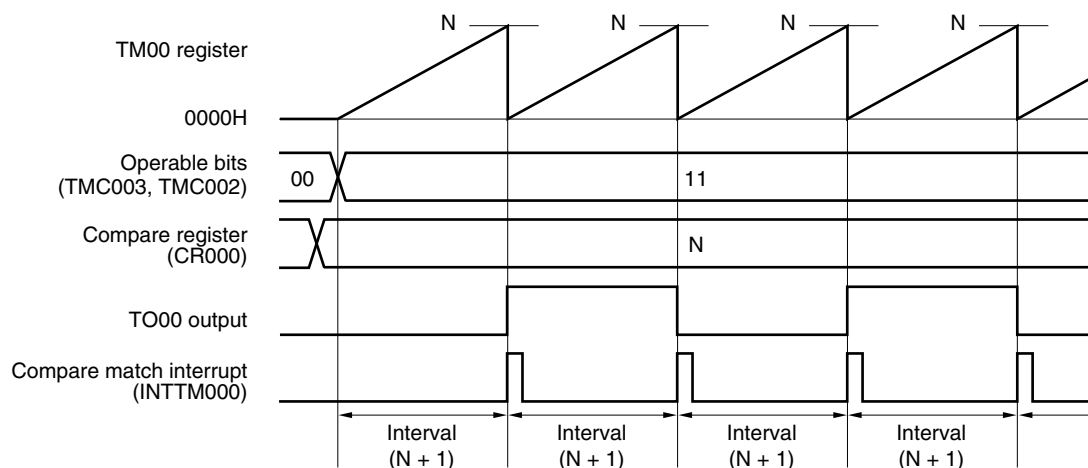 N N N N
TM00 register
0000H
Operable bits
(TMC003, TMC002)
00 11
Compare register
(CR000)
N
TO00 output
Compare match interrupt
(INTTM000)
Interval
(N + 1)
Interval
(N + 1)
Interval
(N + 1)
Interval
(N + 1)